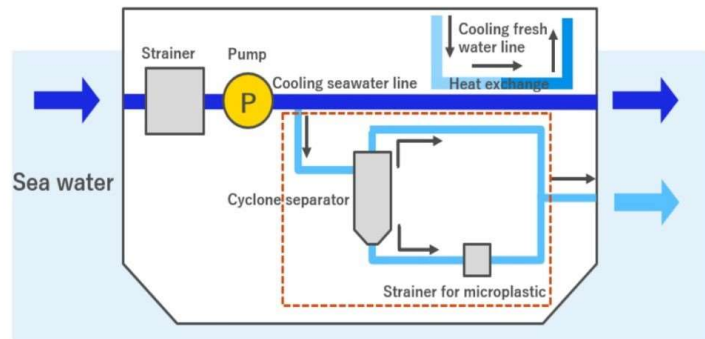 Cooling fresh
water line
Strainer
Pump
Cooling seawater line
Heat exchange
P
Sea water
Cyclone separator
Strainer for microplastic